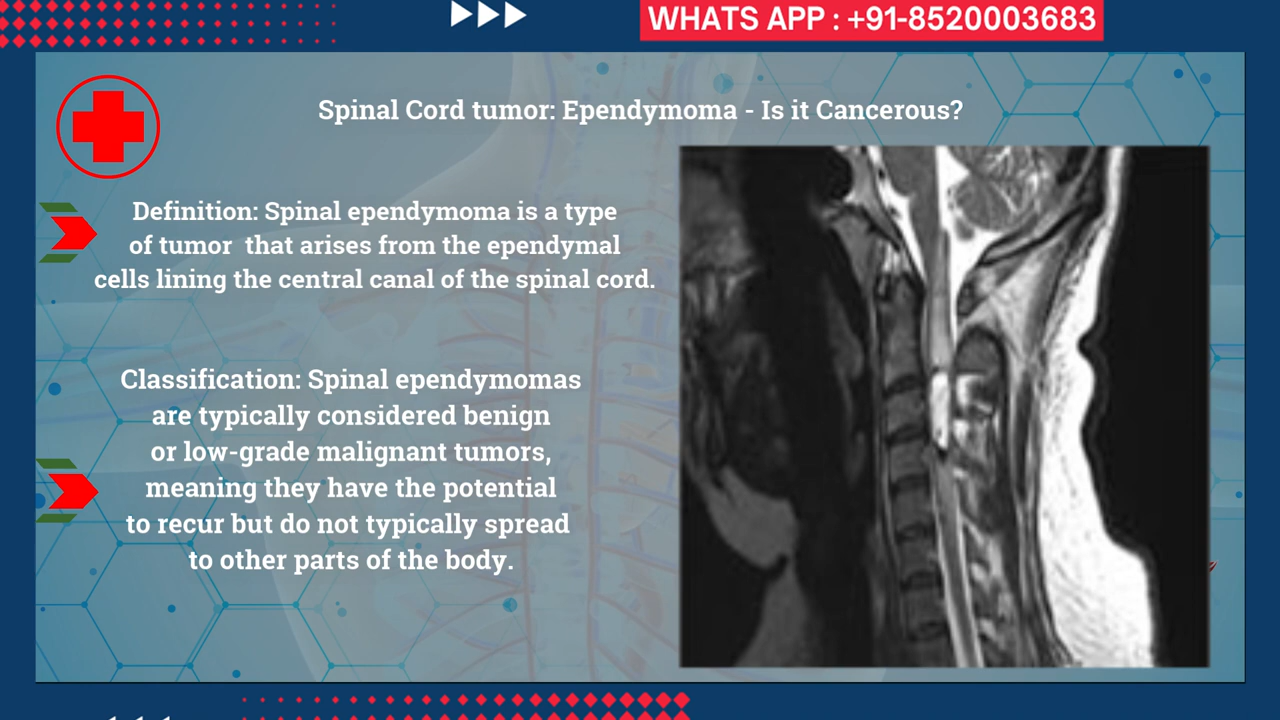 WHATS APP : +91-8520003683
Spinal Cord tumor: Ependymoma - Is it Cancerous?
Definition: Spinal ependymoma is a type
of tumor that arises from the ependymal
cells lining the central canal of the spinal cord.
Classification: Spinal ependymomas
are typically considered benign
or low-grade malignant tumors,
meaning they have the potential
to recur but do not typically spread
to other parts of the body.